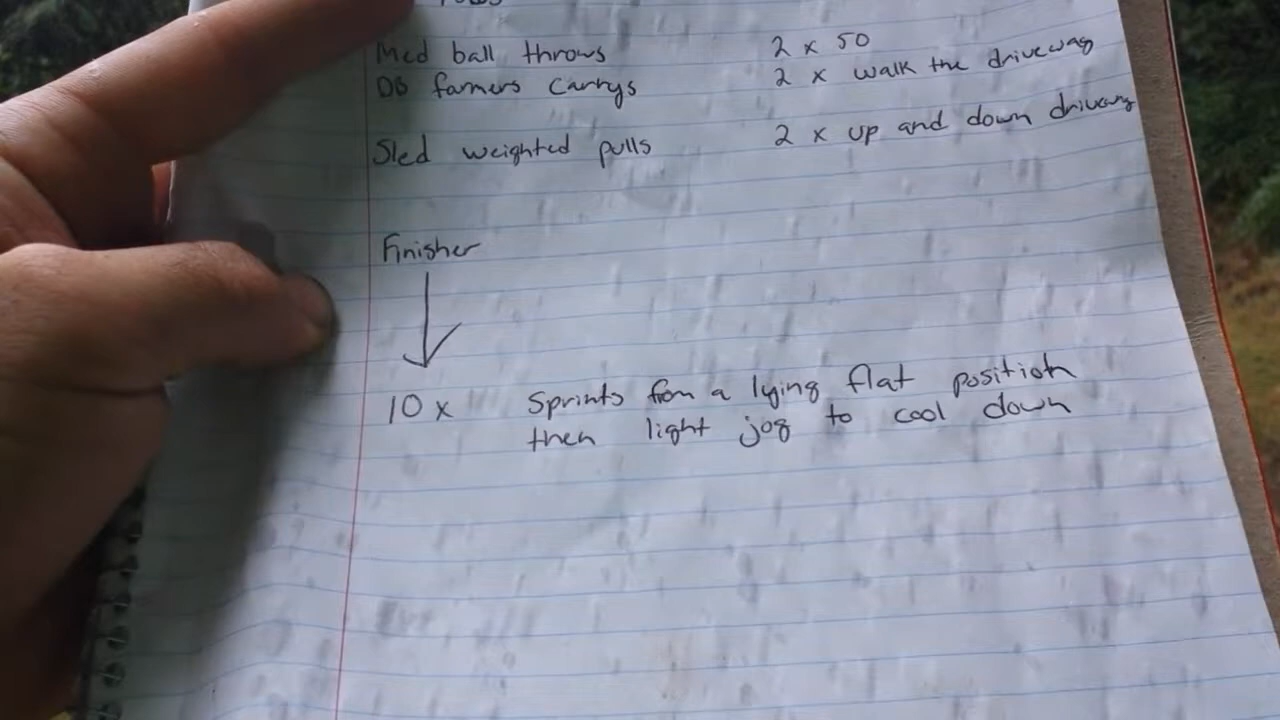 Med ball throws 2 x 50
DB farmers carrys 2 x walk the driveway
Sled weighted pulls 2 x up and down driveway
Finisher
10 x Sprints from a lying flat position
then light jog to cool down